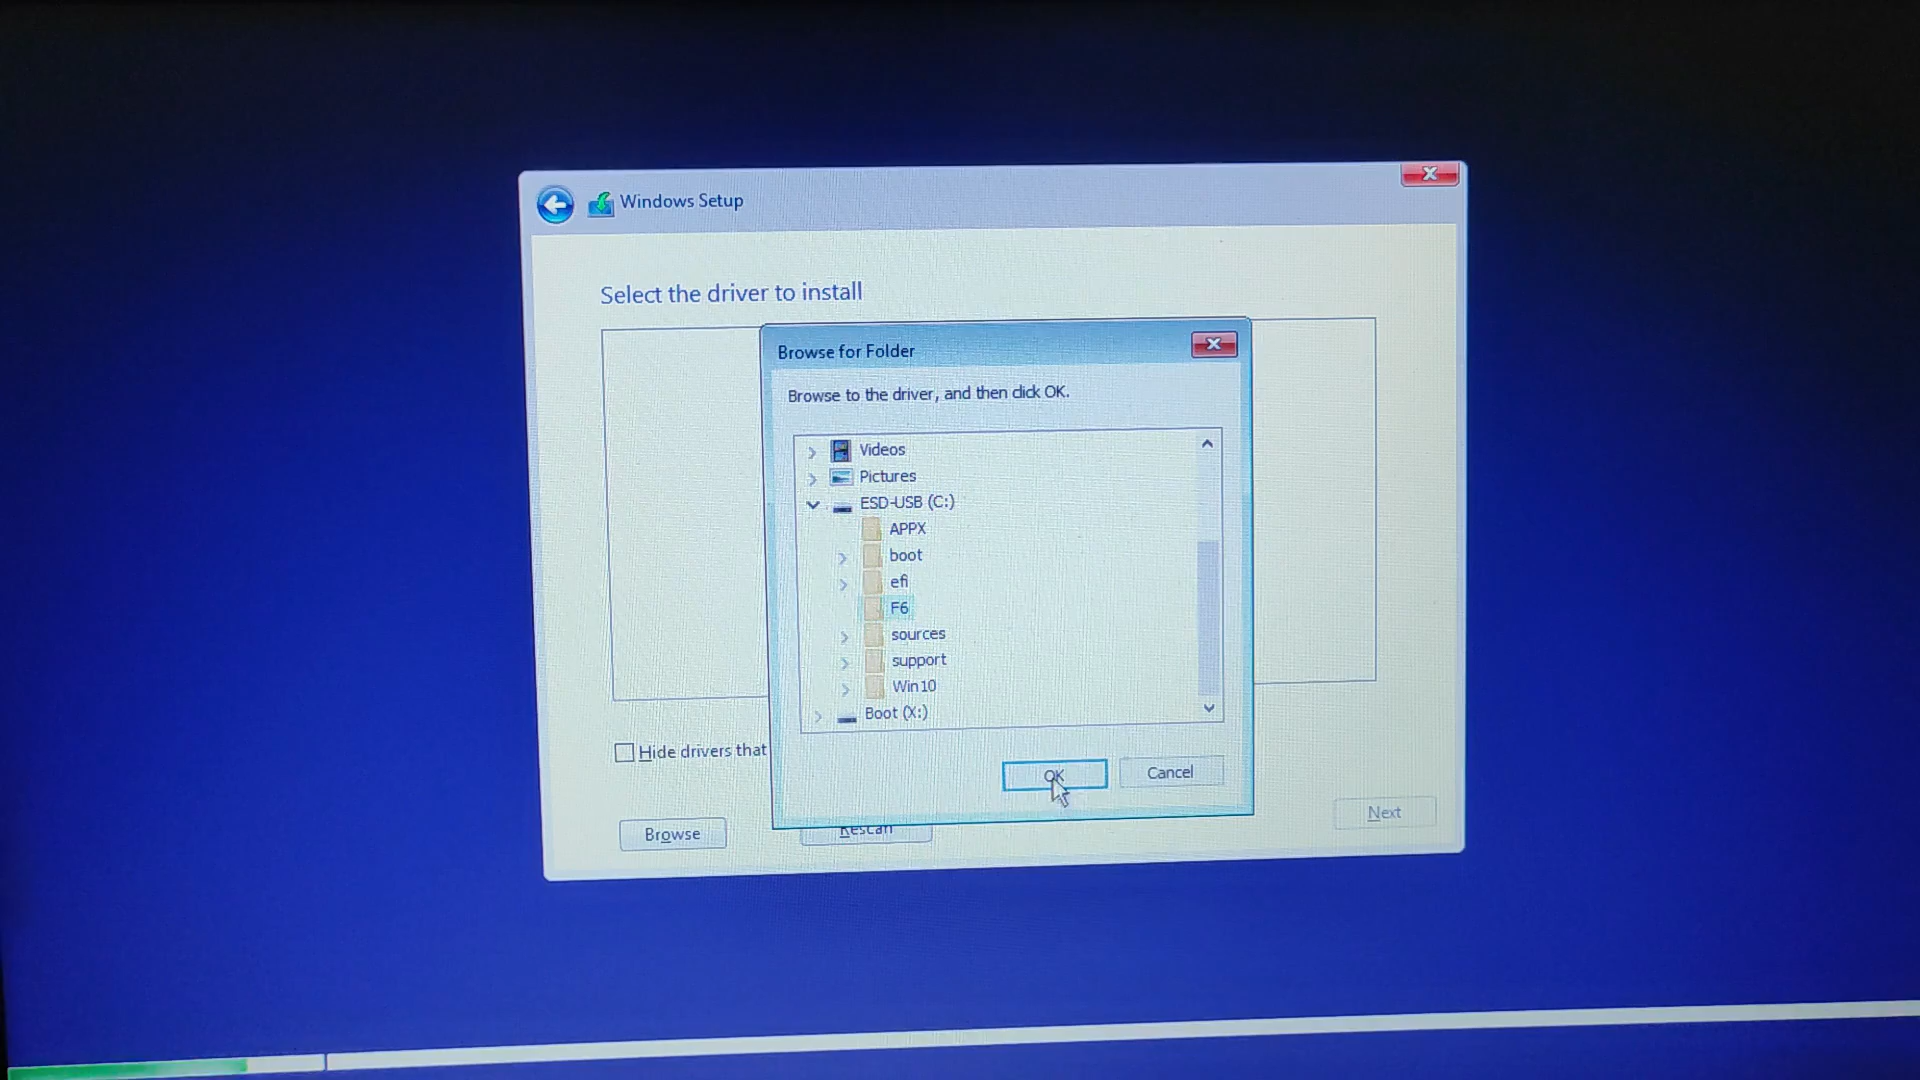 Windows Setup
Select the driver to install
Browse for Folder
Browse to the driver, and then click OK.
Videos
Pictures
ESD-USB (C:)
APPX
boot
efi
F6
sources
support
Win10
Boot (X:)
Hide drivers that
OK
Cancel
Browse
Rescan
Next